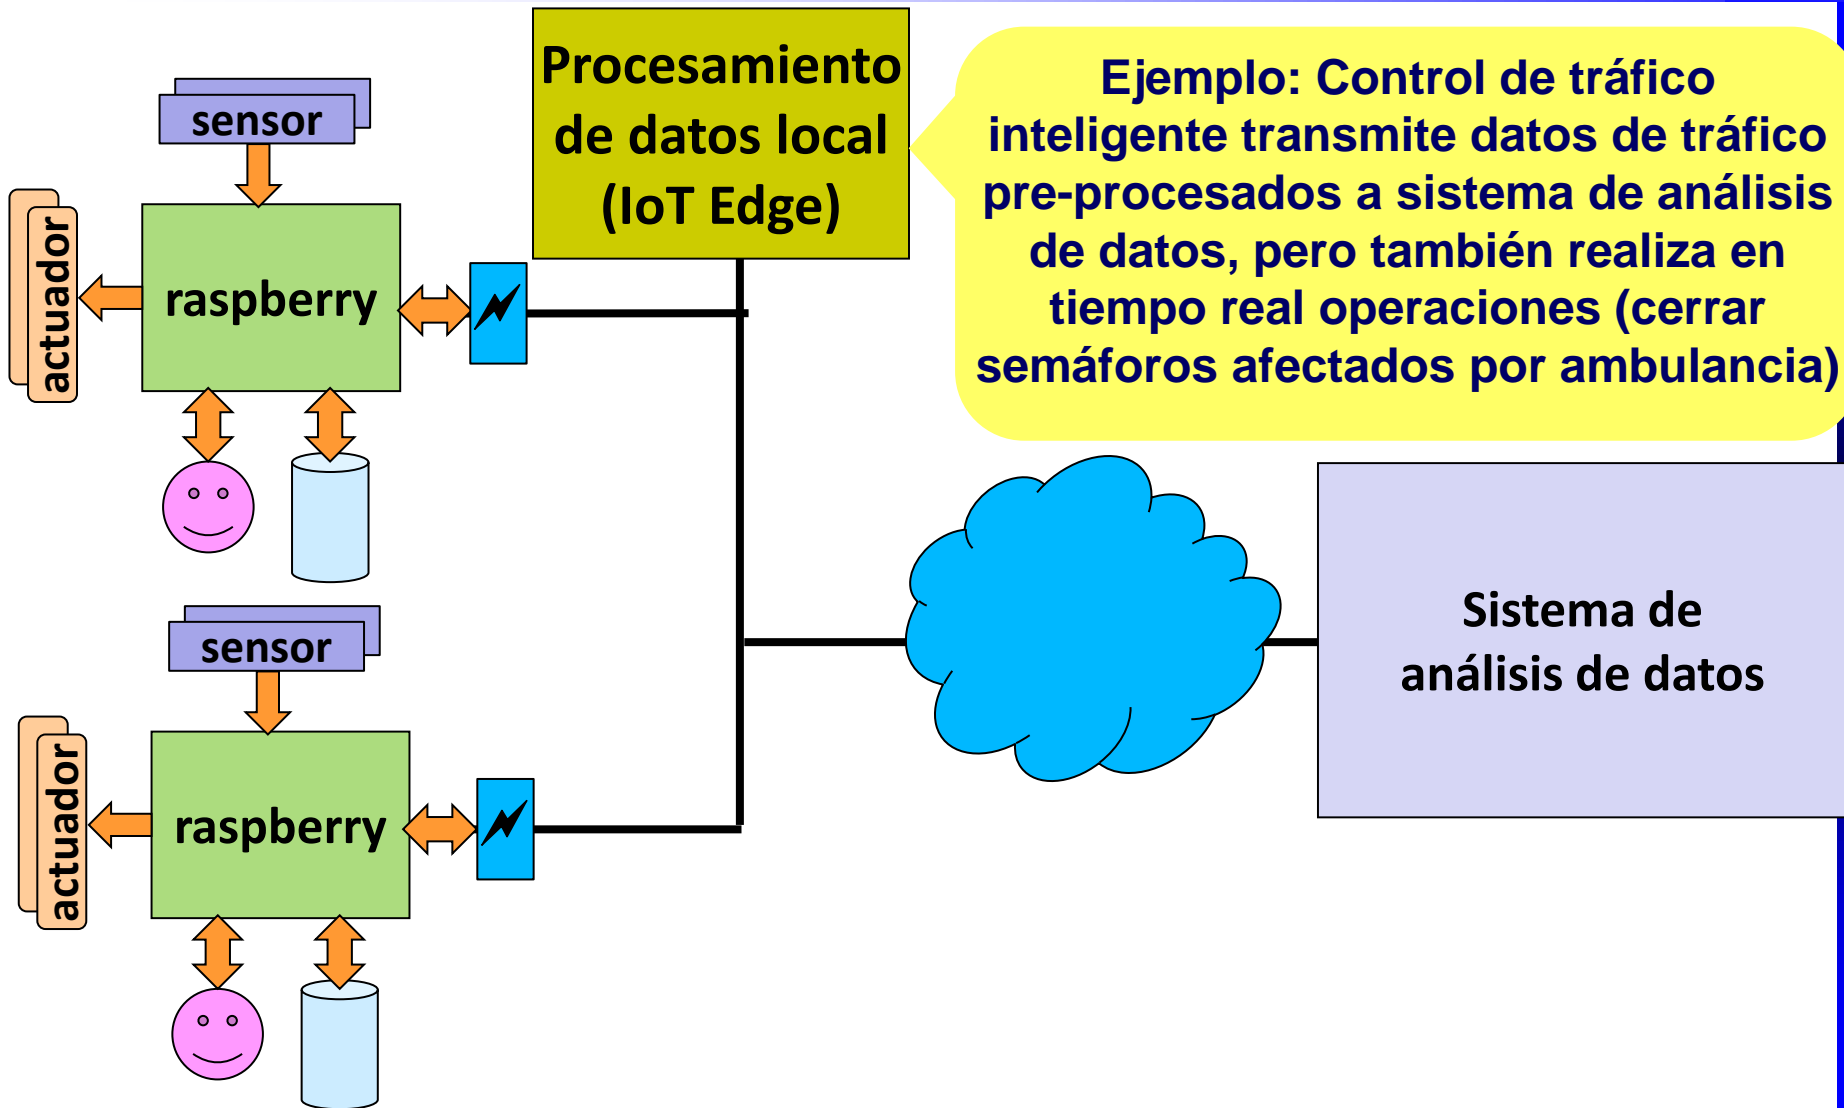 Procesamiento
de datos local
(IoT Edge)
Ejemplo: Control de tráfico
inteligente transmite datos de tráfico
pre-procesados a sistema de análisis
de datos, pero también realiza en
tiempo real operaciones (cerrar
semáforos afectados por ambulancia)
sensor
actuador
raspberry
sensor
actuador
raspberry
Sistema de
análisis de datos